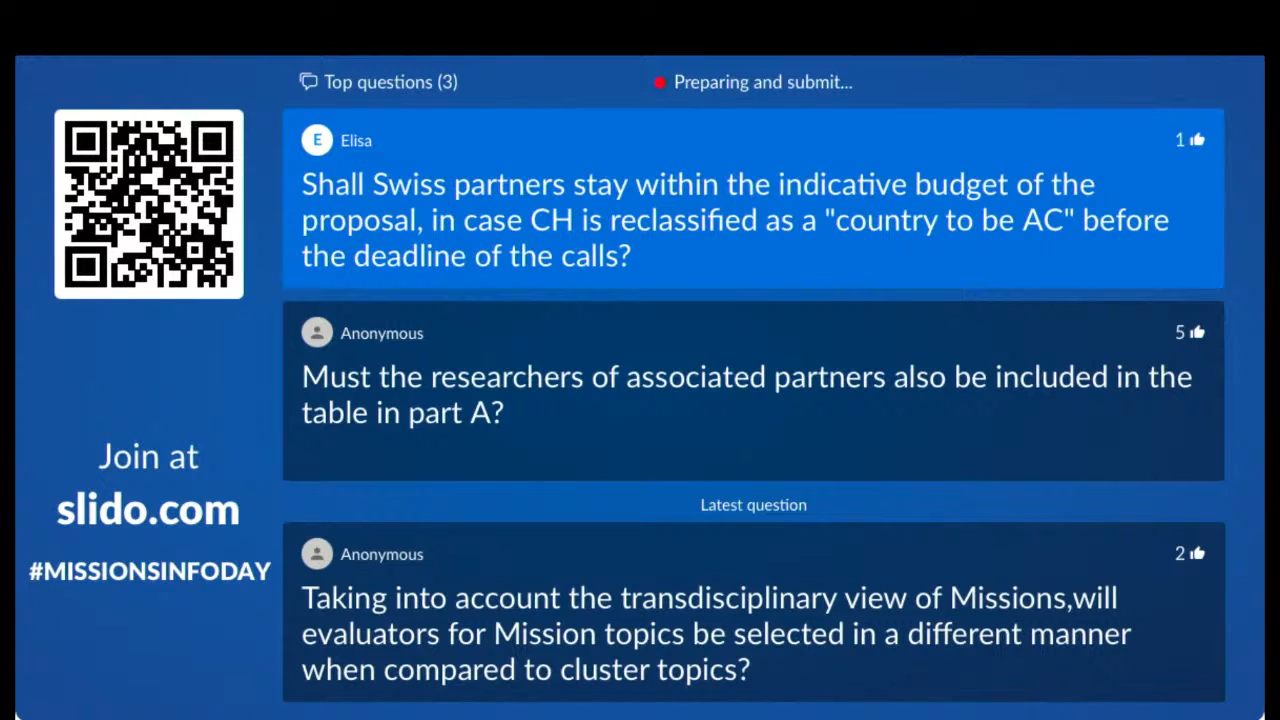 Top questions (3)
Preparing and submit...
E Elisa
1
Shall Swiss partners stay within the indicative budget of the
proposal, in case CH is reclassified as a "country to be AC" before
the deadline of the calls?
Anonymous
5
Must the researchers of associated partners also be included in the
table in part A?
Join at
slido.com
#MISSIONSINFODAY
Latest question
Anonymous
2
Taking into account the transdisciplinary view of Missions,will
evaluators for Mission topics be selected in a different manner
when compared to cluster topics?